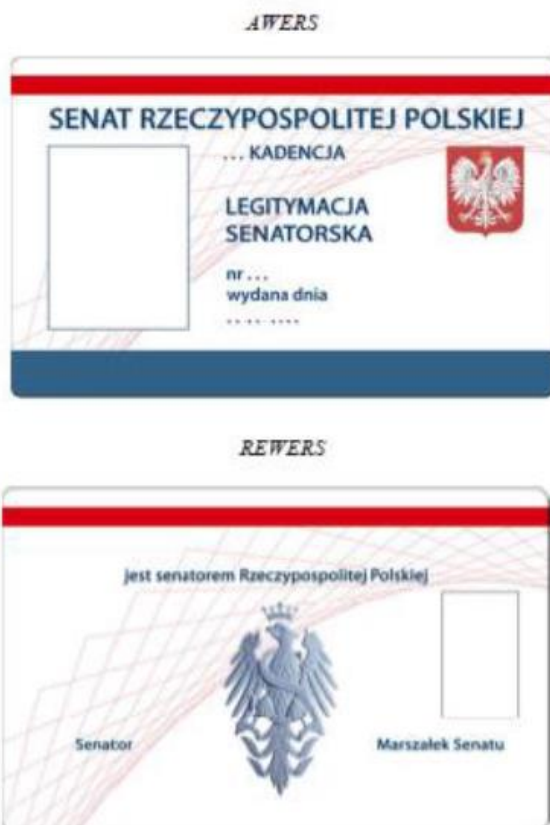 AWERS
SENAT RZECZYPOSPOLITEJ POLSKIEJ
... KADENCJA
LEGITYMACJA
SENATORSKA
nr ...
wydana dnia
.. .. ....
REWERS
jest senatorem Rzeczypospolitej Polskiej
Senator
Marszałek Senatu